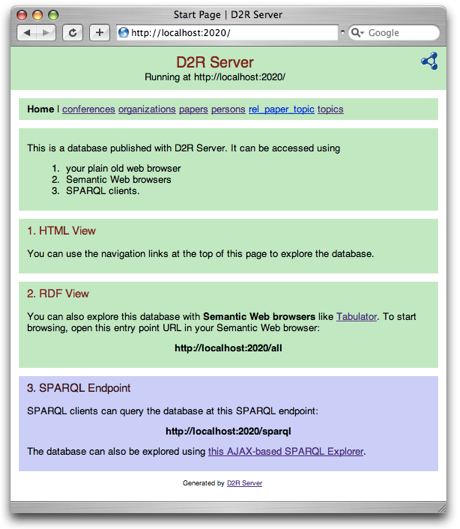 Start Page | D2R Server
http://localhost:2020/
Google
D2R Server
Running at http://localhost:2020/
Home | conferences organizations papers persons rel_paper_topic topics
This is a database published with D2R Server. It can be accessed using
1. your plain old web browser
2. Semantic Web browsers
3. SPARQL clients.
1. HTML View
You can use the navigation links at the top of this page to explore the database.
2. RDF View
You can also explore this database with Semantic Web browsers like Tabulator. To start
browsing, open this entry point URL in your Semantic Web browser:
http://localhost:2020/all
3. SPARQL Endpoint
SPARQL clients can query the database at this SPARQL endpoint:
http://localhost:2020/sparql
The database can also be explored using this AJAX-based SPARQL Explorer.
Generated by D2R Server